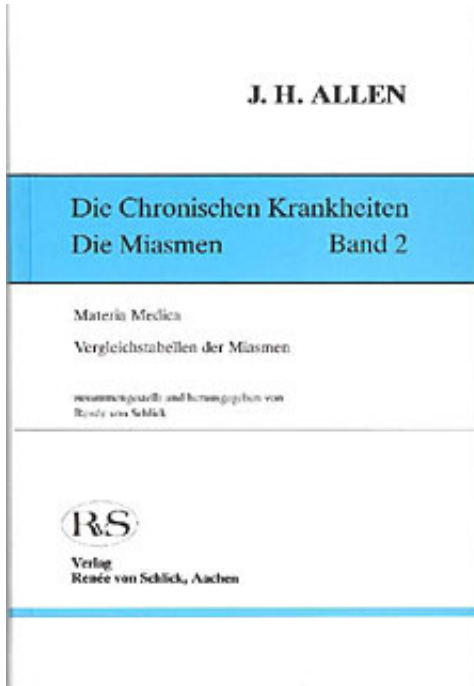 J. H. ALLEN
Die Chronischen Krankheiten
Die Miasmen Band 2
Materia Medica
Vergleichstabellen der Miasmen
zusammengestellt und herausgegeben von
Renée von Schlick
RvS
Verlag
Renée von Schlick, Aachen